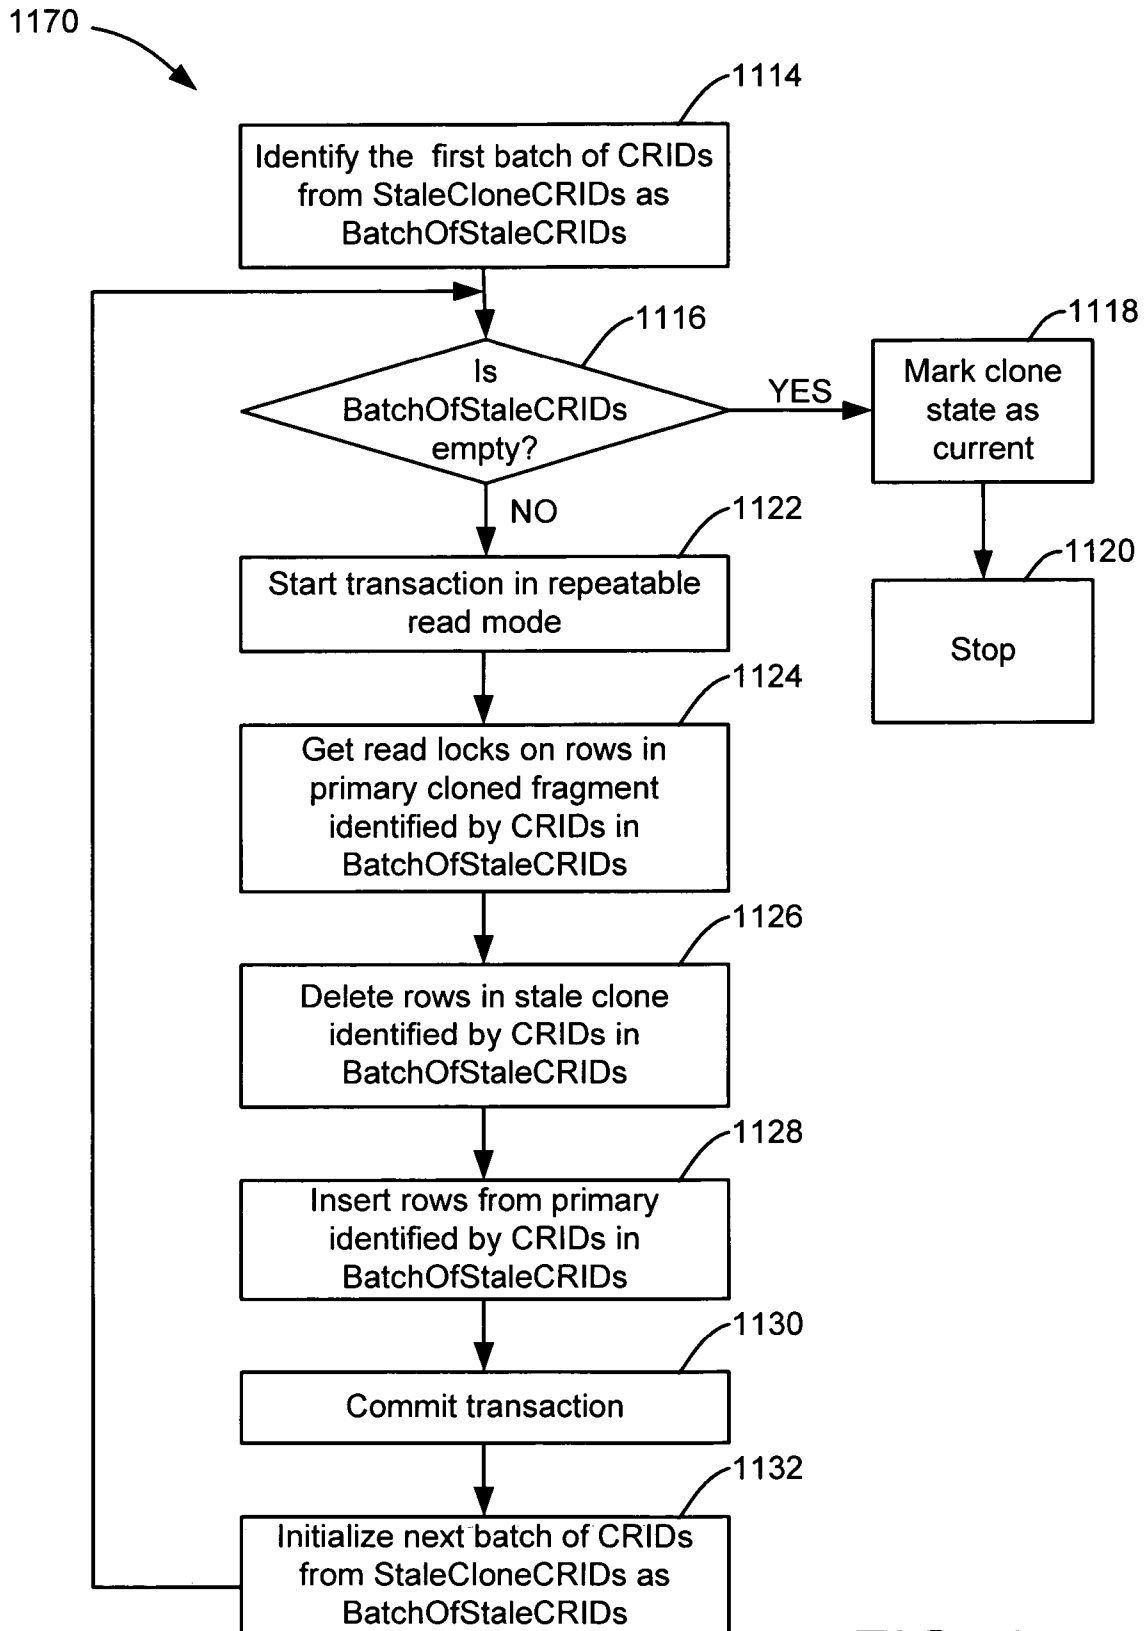 1170
1114
Identify the first batch of CRIDs
from StaleCloneCRIDs as
BatchOfStaleCRIDs
1116
Is
BatchOfStaleCRIDs
empty?
YES
1118
Mark clone
state as
current
1120
Stop
NO
1122
Start transaction in repeatable
read mode
1124
Get read locks on rows in
primary cloned fragment
identified by CRIDs in
BatchOfStaleCRIDs
1126
Delete rows in stale clone
identified by CRIDs in
BatchOfStaleCRIDs
1128
Insert rows from primary
identified by CRIDs in
BatchOfStaleCRIDs
1130
Commit transaction
1132
Initialize next batch of CRIDs
from StaleCloneCRIDs as
BatchOfStaleCRIDs